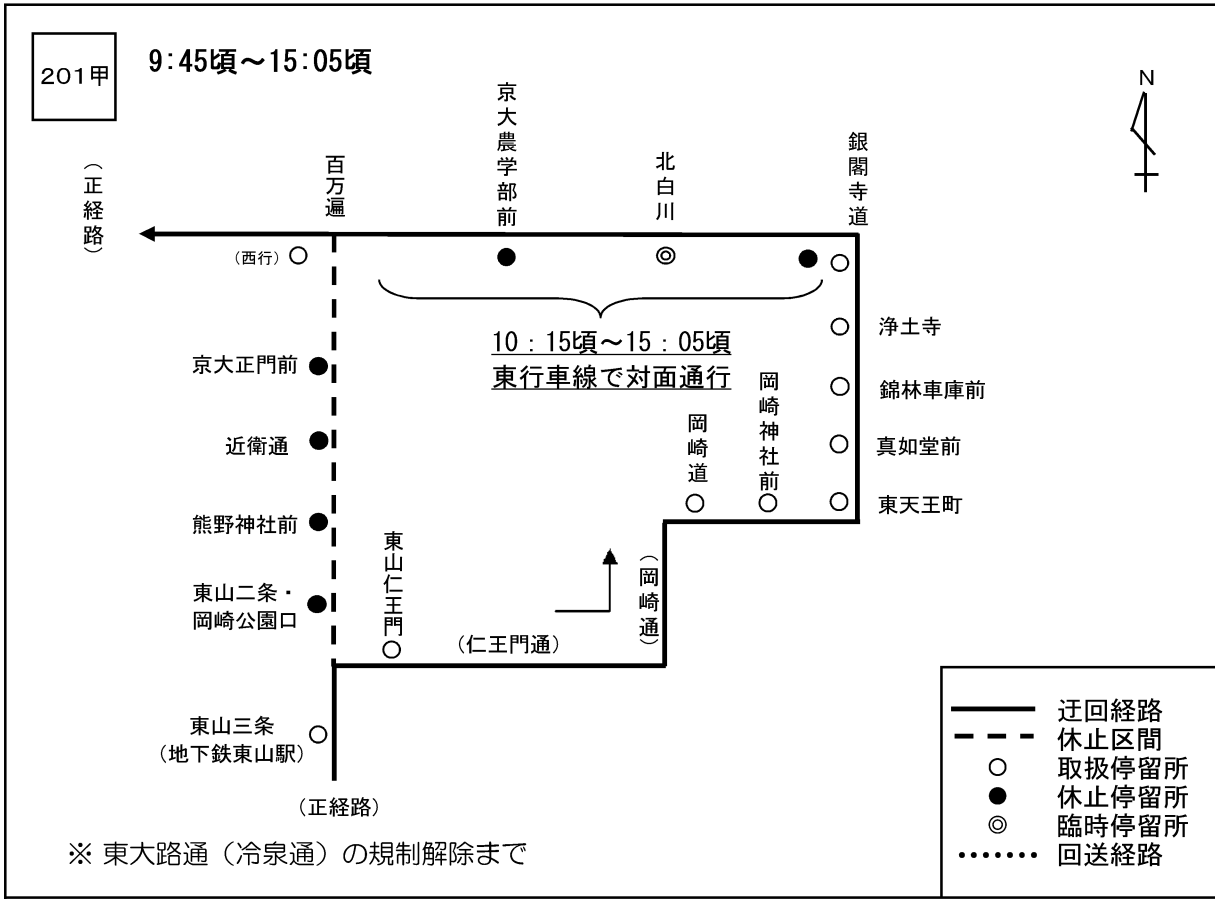 201甲
9:45頃～15:05頃
N
京大農学部前
北白川
銀閣寺道
百万遍
（正経路）
（西行）
10：15頃～15：05頃
東行車線で対面通行
浄土寺
京大正門前
錦林車庫前
岡崎道
岡崎神社前
近衛通
真如堂前
東天王町
熊野神社前
東山仁王門
（岡崎通）
東山二条・
岡崎公園口
（仁王門通）
東山三条
（地下鉄東山駅）
（正経路）
※ 東大路通（冷泉通）の規制解除まで
迂回経路
休止区間
取扱停留所
休止停留所
臨時停留所
回送経路